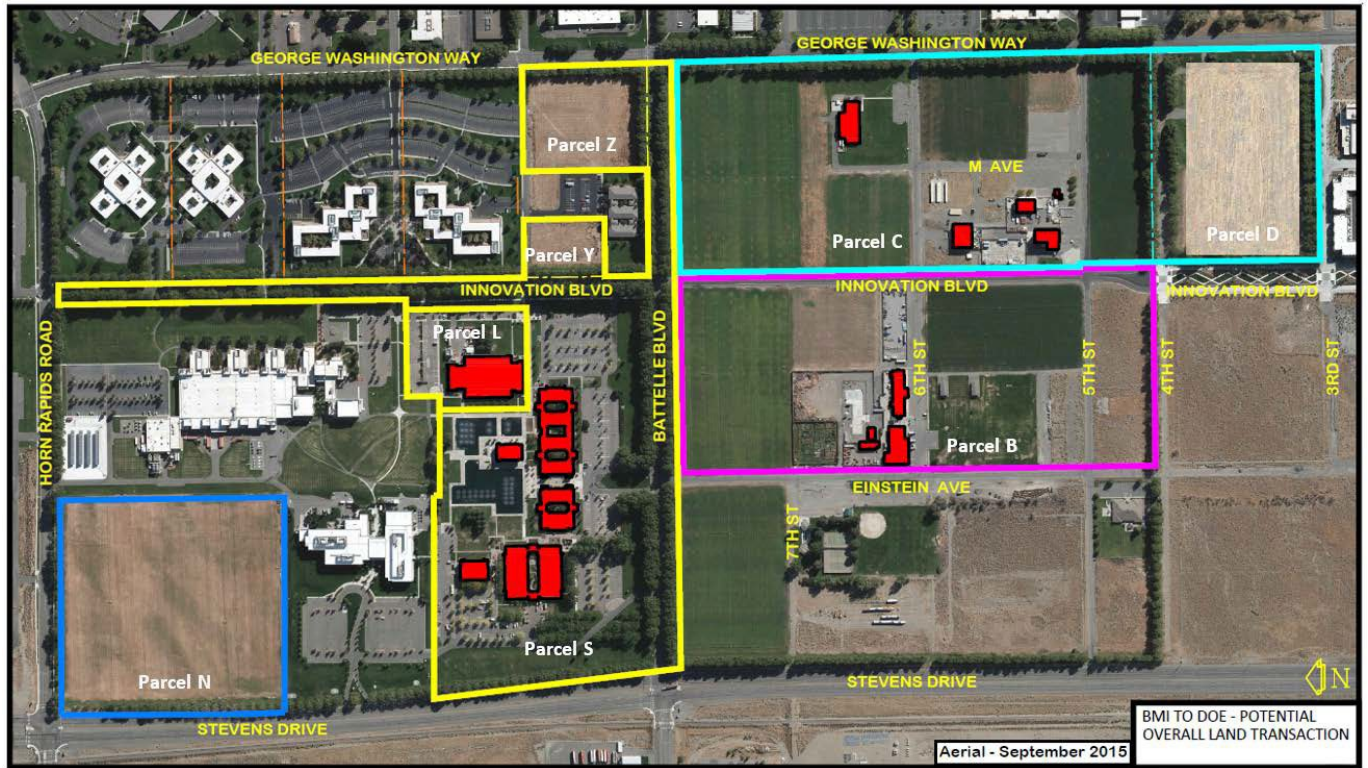 GEORGE WASHINGTON WAY
GEORGE WASHINGTON WAY
Parcel Z
M AVE
Parcel Y
Parcel C
Parcel D
INNOVATION BLVD
INNOVATION BLVD
INNOVATION BLVD
Parcel L
HORN RAPIDS ROAD
BATTELLE BLVD
6TH ST
5TH ST
4TH ST
3RD ST
Parcel B
EINSTEIN AVE
7TH ST
Parcel S
Parcel N
STEVENS DRIVE
STEVENS DRIVE
N
BMI TO DOE - POTENTIAL
OVERALL LAND TRANSACTION
Aerial - September 2015